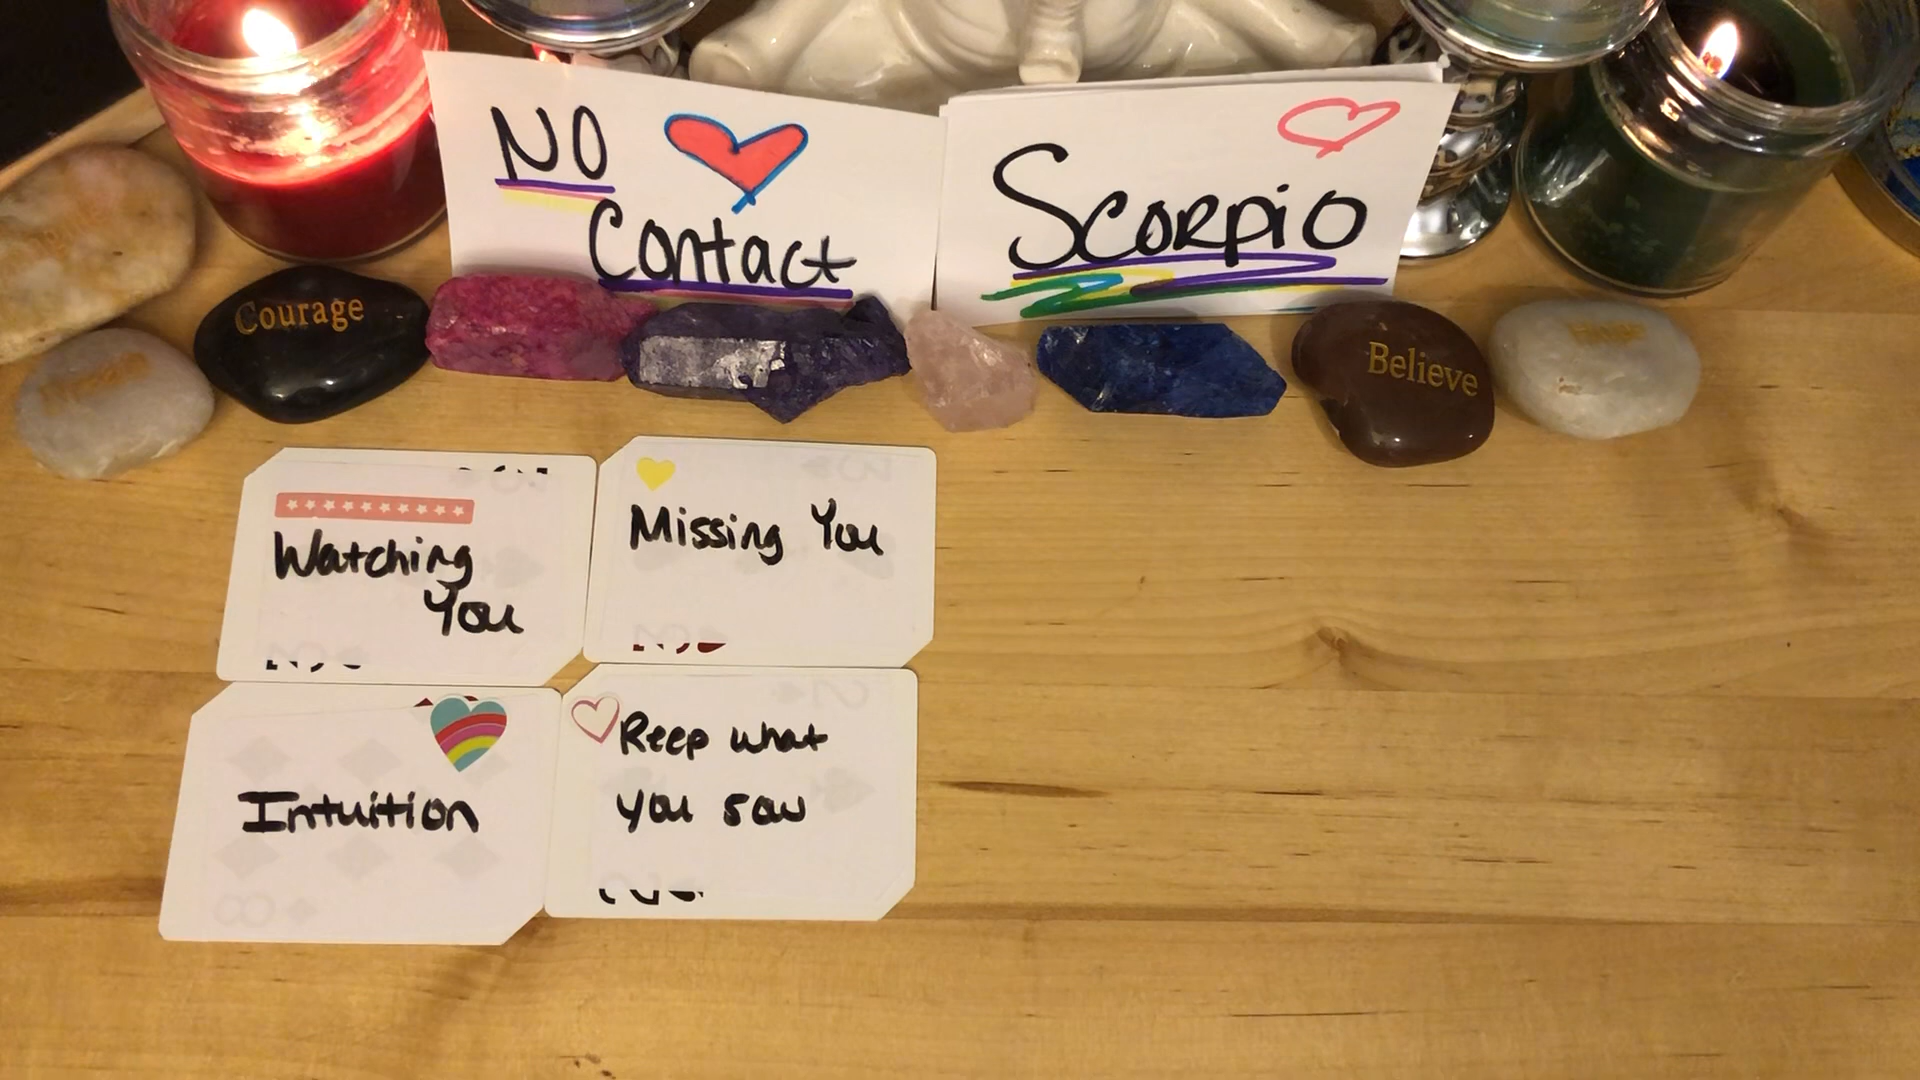 NO
Contact
Scorpio
Courage
Believe
Watching
You
Missing You
Intuition
Reep what
you sow